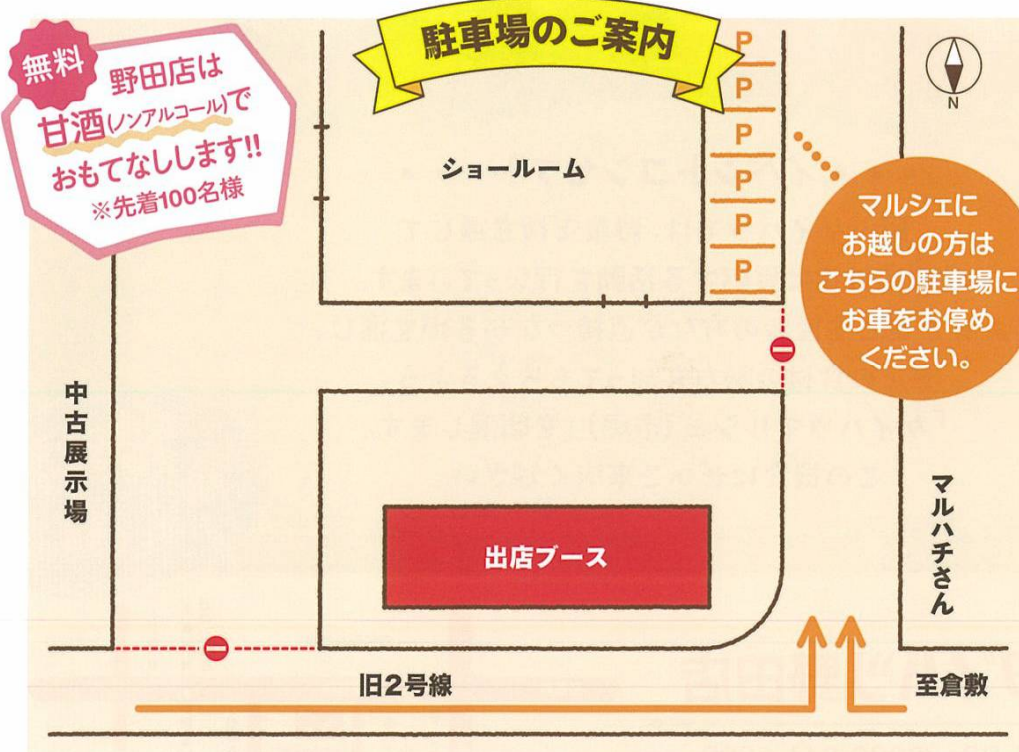 駐車場のご案内
無料
野田店は
甘酒(ノンアルコール)で
おもてなしします!!
※先着100名様
P
P
P
P
P
P
N
ショールーム
マルシェに
お越しの方は
こちらの駐車場に
お車をお停め
ください。
中古展示場
マルハチさん
出店ブース
旧2号線
至倉敷